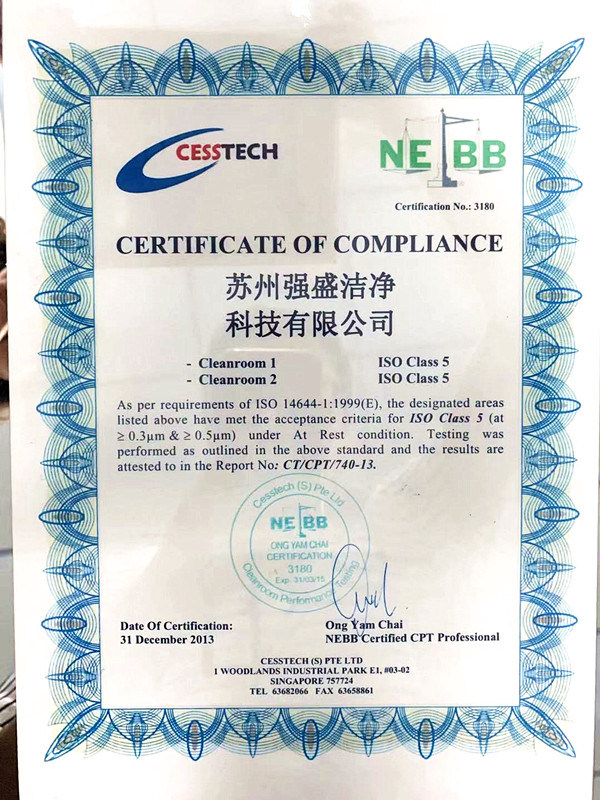 CESSTECH
NEBB
Certification No.: 3180
CERTIFICATE OF COMPLIANCE
苏州强盛洁净
科技有限公司
- Cleanroom 1 ISO Class 5
- Cleanroom 2 ISO Class 5
As per requirements of ISO 14644-1:1999(E), the designated areas
listed above have met the acceptance criteria for ISO Class 5 (at
≥ 0.3µm & ≥ 0.5µm) under At Rest condition. Testing was
performed as outlined in the above standard and the results are
attested to in the Report No: CT/CPT/740-13.
Cesstech (S) Pte Ltd
NEBB
ONG YAM CHAI
CERTIFICATION
3180
Exp. 31/03/15
Cleanroom Performance Testing
Date Of Certification:
31 December 2013
Ong Yam Chai
NEBB Certified CPT Professional
CESSTECH (S) PTE LTD
1 WOODLANDS INDUSTRIAL PARK E1, #03-02
SINGAPORE 757724
TEL 63682066 FAX 63658861